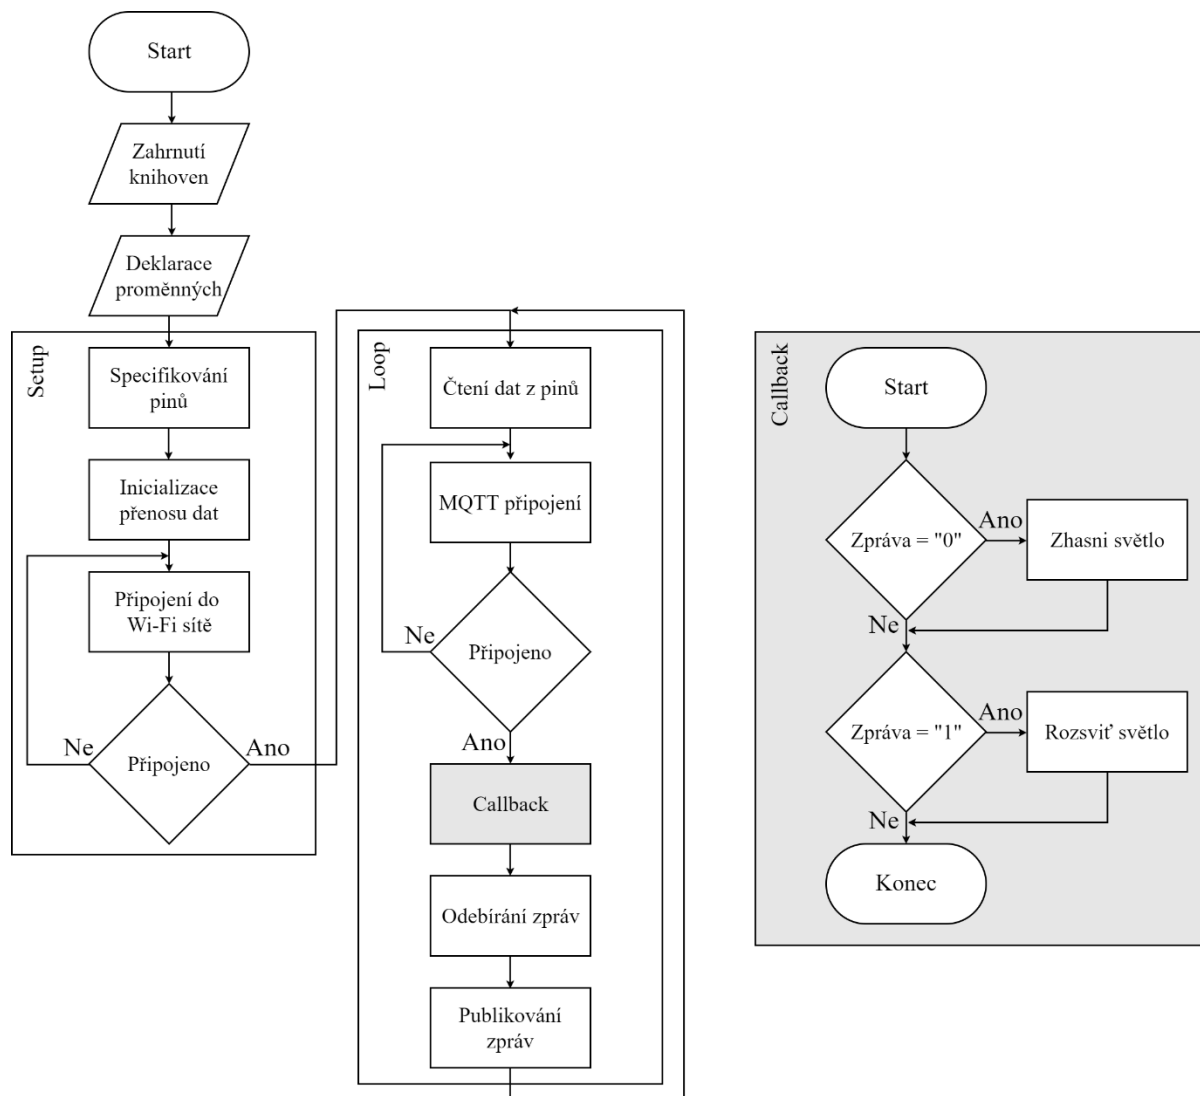 Start
Zahrnutí
knihoven
Deklarace
proměnných
Setup
Specifikování
pinů
Inicializace
přenosu dat
Připojení do
Wi-Fi sítě
Připojeno
Ne
Ano
Loop
Čtení dat z pinů
MQTT připojení
Připojeno
Ne
Ano
Callback
Odebírání zpráv
Publikování
zpráv
Callback
Start
Zpráva = "0"
Ano
Zhasni světlo
Ne
Zpráva = "1"
Ano
Rozsviť světlo
Ne
Konec